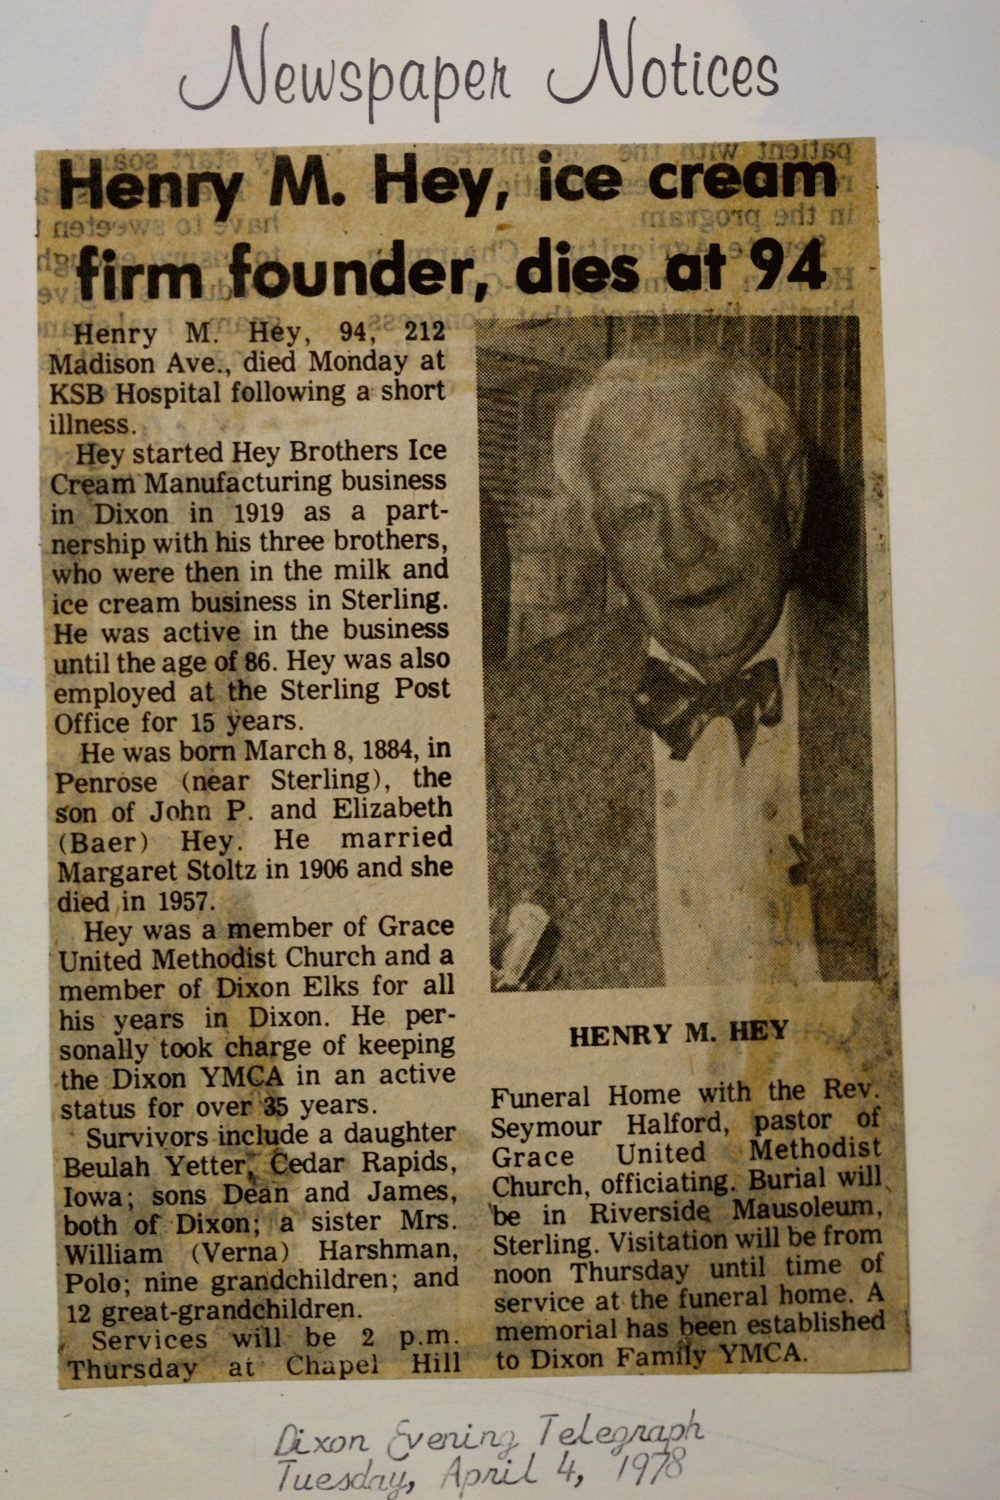 Newspaper Notices
Henry M. Hey, ice cream
firm founder, dies at 94
Henry M. Hey, 94, 212
Madison Ave., died Monday at
KSB Hospital following a short
illness.
Hey started Hey Brothers Ice
Cream Manufacturing business
in Dixon in 1919 as a part-
nership with his three brothers,
who were then in the milk and
ice cream business in Sterling.
He was active in the business
until the age of 86. Hey was also
employed at the Sterling Post
Office for 15 years.
He was born March 8, 1884, in
Penrose (near Sterling), the
son of John P. and Elizabeth
(Baer) Hey. He married
Margaret Stoltz in 1906 and she
died in 1957.
Hey was a member of Grace
United Methodist Church and a
member of Dixon Elks for all
his years in Dixon. He per-
sonally took charge of keeping
the Dixon YMCA in an active
status for over 35 years.
Survivors include a daughter
Beulah Yetter, Cedar Rapids,
Iowa; sons Dean and James,
both of Dixon; a sister Mrs.
William (Verna) Harshman,
Polo; nine grandchildren; and
12 great-grandchildren.
Services will be 2 p.m.
Thursday at Chapel Hill
HENRY M. HEY
Funeral Home with the Rev.
Seymour Halford, pastor of
Grace United Methodist
Church, officiating. Burial will
be in Riverside Mausoleum,
Sterling. Visitation will be from
noon Thursday until time of
service at the funeral home. A
memorial has been established
to Dixon Family YMCA.
Dixon Evening Telegraph
Tuesday, April 4, 1978